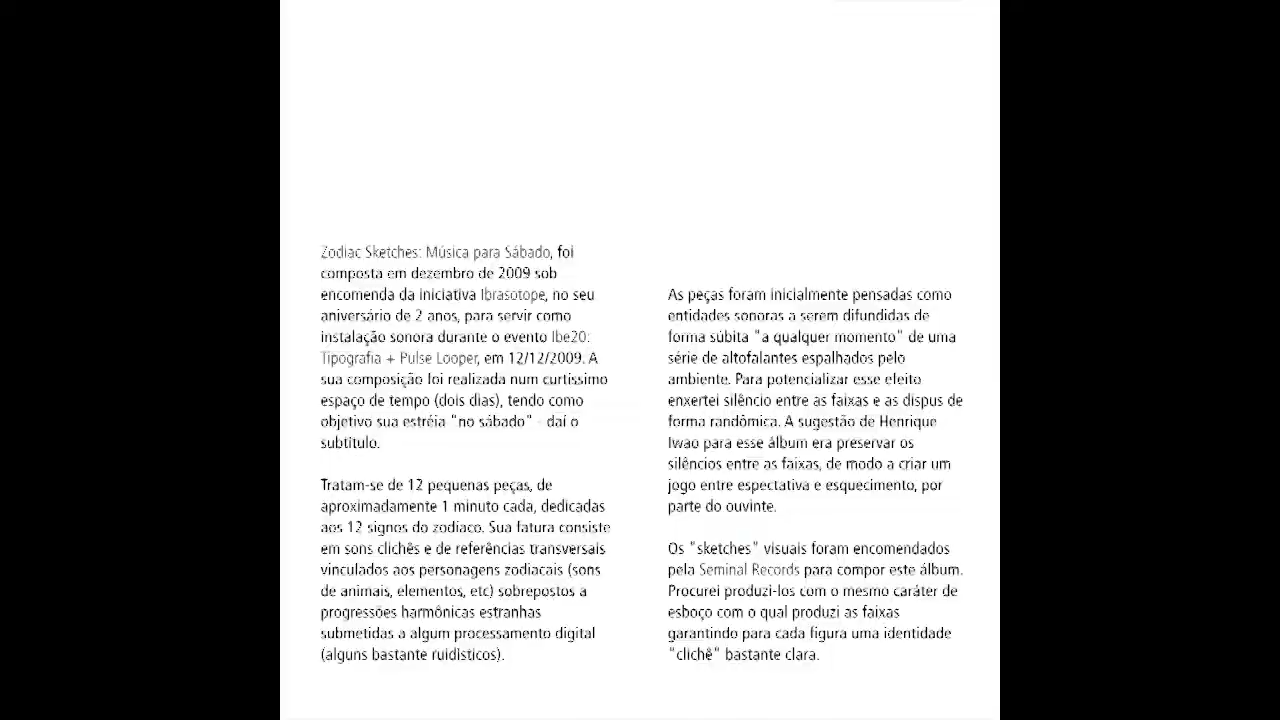 Zodiac Sketches: Música para Sábado, foi
composta em dezembro de 2009 sob
encomenda da iniciativa Ibrasotope, no seu
aniversário de 2 anos, para servir como
instalação sonora durante o evento Ibe20:
Tipografia + Pulse Looper, em 12/12/2009. A
sua composição foi realizada num curtíssimo
espaço de tempo (dois dias), tendo como
objetivo sua estréia "no sábado" - daí o
subtítulo.
Tratam-se de 12 pequenas peças, de
aproximadamente 1 minuto cada, dedicadas
aos 12 signos do zodíaco. Sua fatura consiste
em sons clichês e de referências transversais
vinculados aos personagens zodiacais (sons
de animais, elementos, etc) sobrepostos a
progressões harmônicas estranhas
submetidas a algum processamento digital
(alguns bastante ruidísticos).
As peças foram inicialmente pensadas como
entidades sonoras a serem difundidas de
forma súbita "a qualquer momento" de uma
série de altofalantes espalhados pelo
ambiente. Para potencializar esse efeito
enxertei silêncio entre as faixas e as dispus de
forma randômica. A sugestão de Henrique
Iwao para esse álbum era preservar os
silêncios entre as faixas, de modo a criar um
jogo entre espectativa e esquecimento, por
parte do ouvinte.
Os "sketches" visuais foram encomendados
pela Seminal Records para compor este álbum.
Procurei produzi-los com o mesmo caráter de
esboço com o qual produzi as faixas
garantindo para cada figura uma identidade
"clichê" bastante clara.